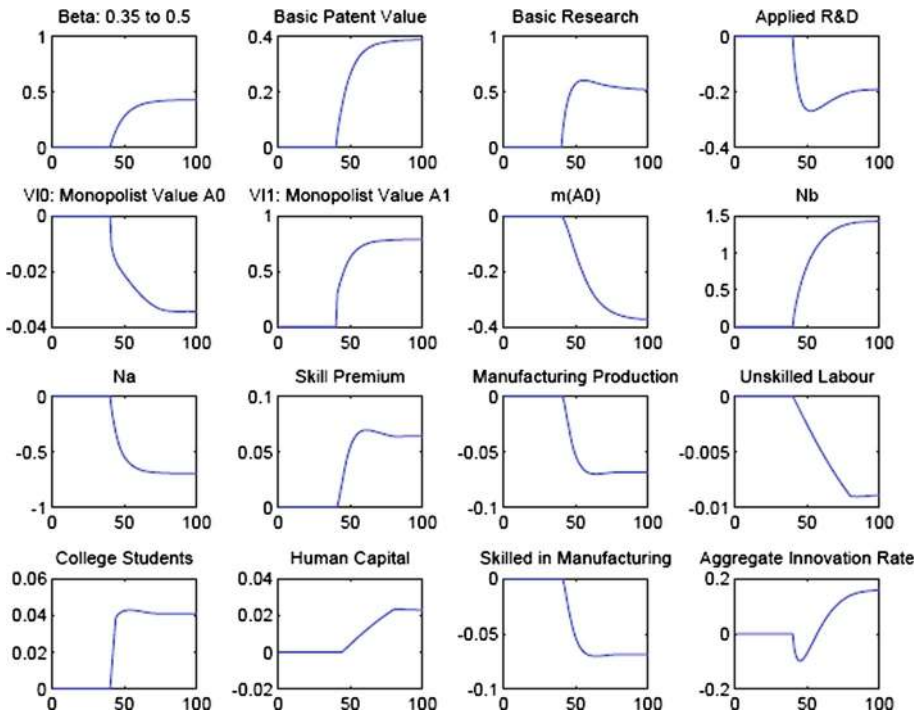 Beta: 0.35 to 0.5 Basic Patent Value Basic Research Applied R&D
1 0.4 1 0
0.5 0.2 0.5 -0.2
0 0 0 -0.4
0 50 100 0 50 100 0 50 100 0 50 100
VI0: Monopolist Value A0 VI1: Monopolist Value A1 m(A0) Nb
0 1 0 1.5
-0.02 0.5 -0.2 1
0.5
-0.04 0 -0.4 0
0 50 100 0 50 100 0 50 100 0 50 100
Na Skill Premium Manufacturing Production Unskilled Labour
0 0.1 0 0
-0.5 0.05 -0.05 -0.005
-1 0 -0.1 -0.01
0 50 100 0 50 100 0 50 100 0 50 100
College Students Human Capital Skilled in Manufacturing Aggregate Innovation Rate
0.06 0.04 0 0.2
0.04 0.02 -0.05 0
0.02 0
0 -0.02 -0.1 -0.2
0 50 100 0 50 100 0 50 100 0 50 100